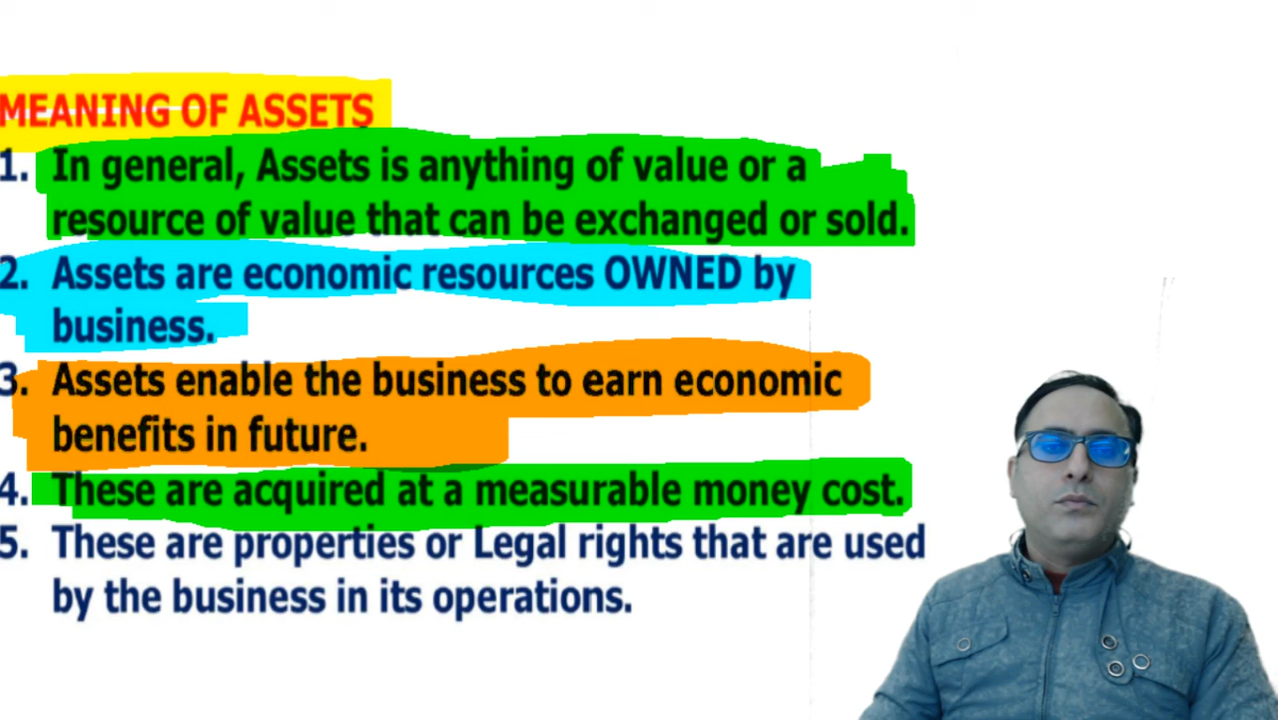 MEANING OF ASSETS
1. In general, Assets is anything of value or a
resource of value that can be exchanged or sold.
2. Assets are economic resources OWNED by
business.
3. Assets enable the business to earn economic
benefits in future.
4. These are acquired at a measurable money cost.
5. These are properties or Legal rights that are used
by the business in its operations.